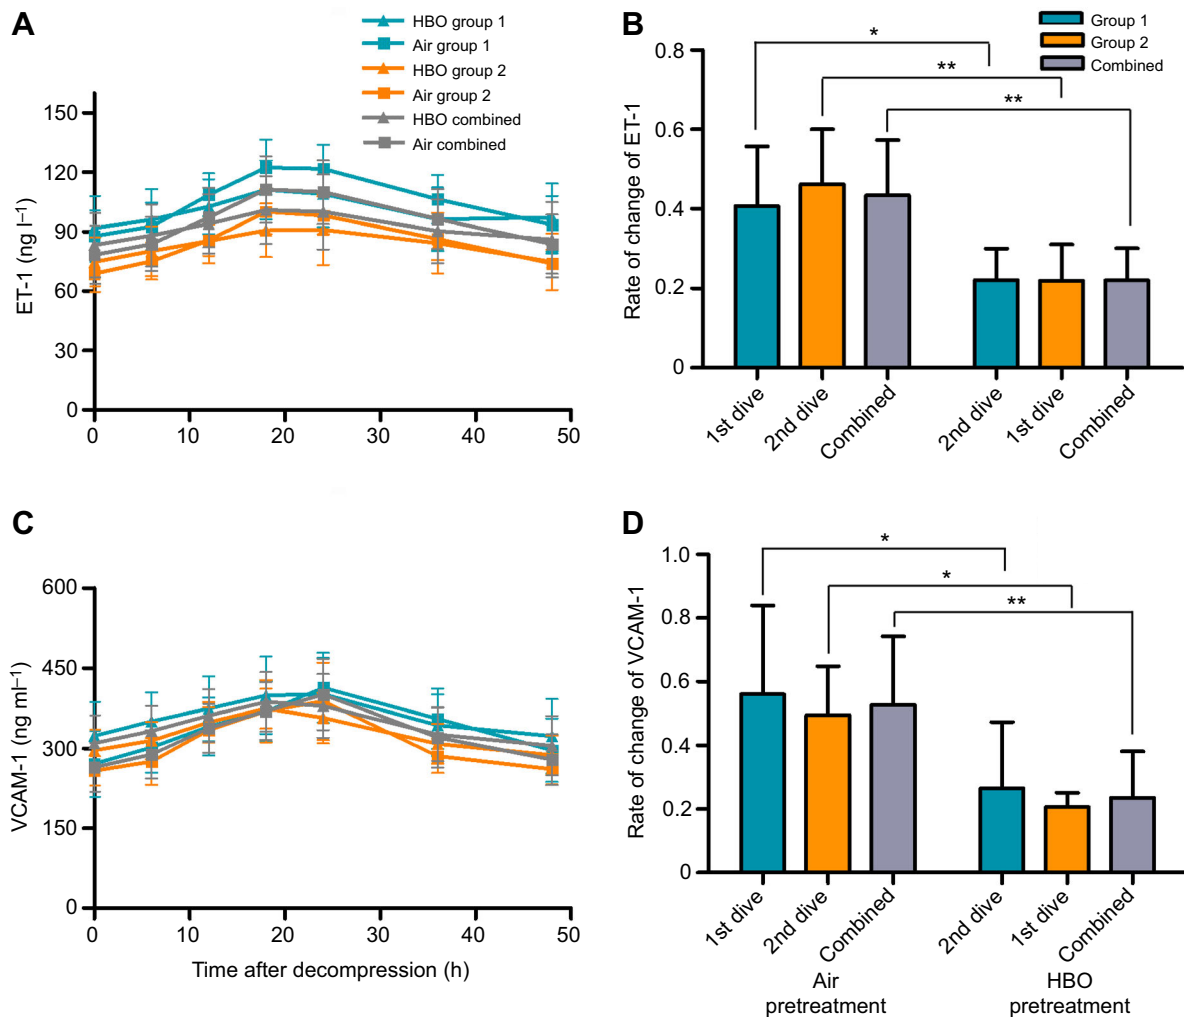 A
HBO group 1
Air group 1
HBO group 2
Air group 2
HBO combined
Air combined
150
120
90
60
30
0
ET-1 (ng l⁻¹)
0 10 20 30 40 50
B
Group 1
Group 2
Combined
0.8
0.6
0.4
0.2
0
Rate of change of ET-1
*
**
**
1st dive
2nd dive
Combined
2nd dive
1st dive
Combined
C
600
450
300
150
0
VCAM-1 (ng ml⁻¹)
0 10 20 30 40 50
Time after decompression (h)
D
1.0
0.8
0.6
0.4
0.2
0
Rate of change of VCAM-1
*
*
**
1st dive
2nd dive
Combined
2nd dive
1st dive
Combined
Air
pretreatment
HBO
pretreatment